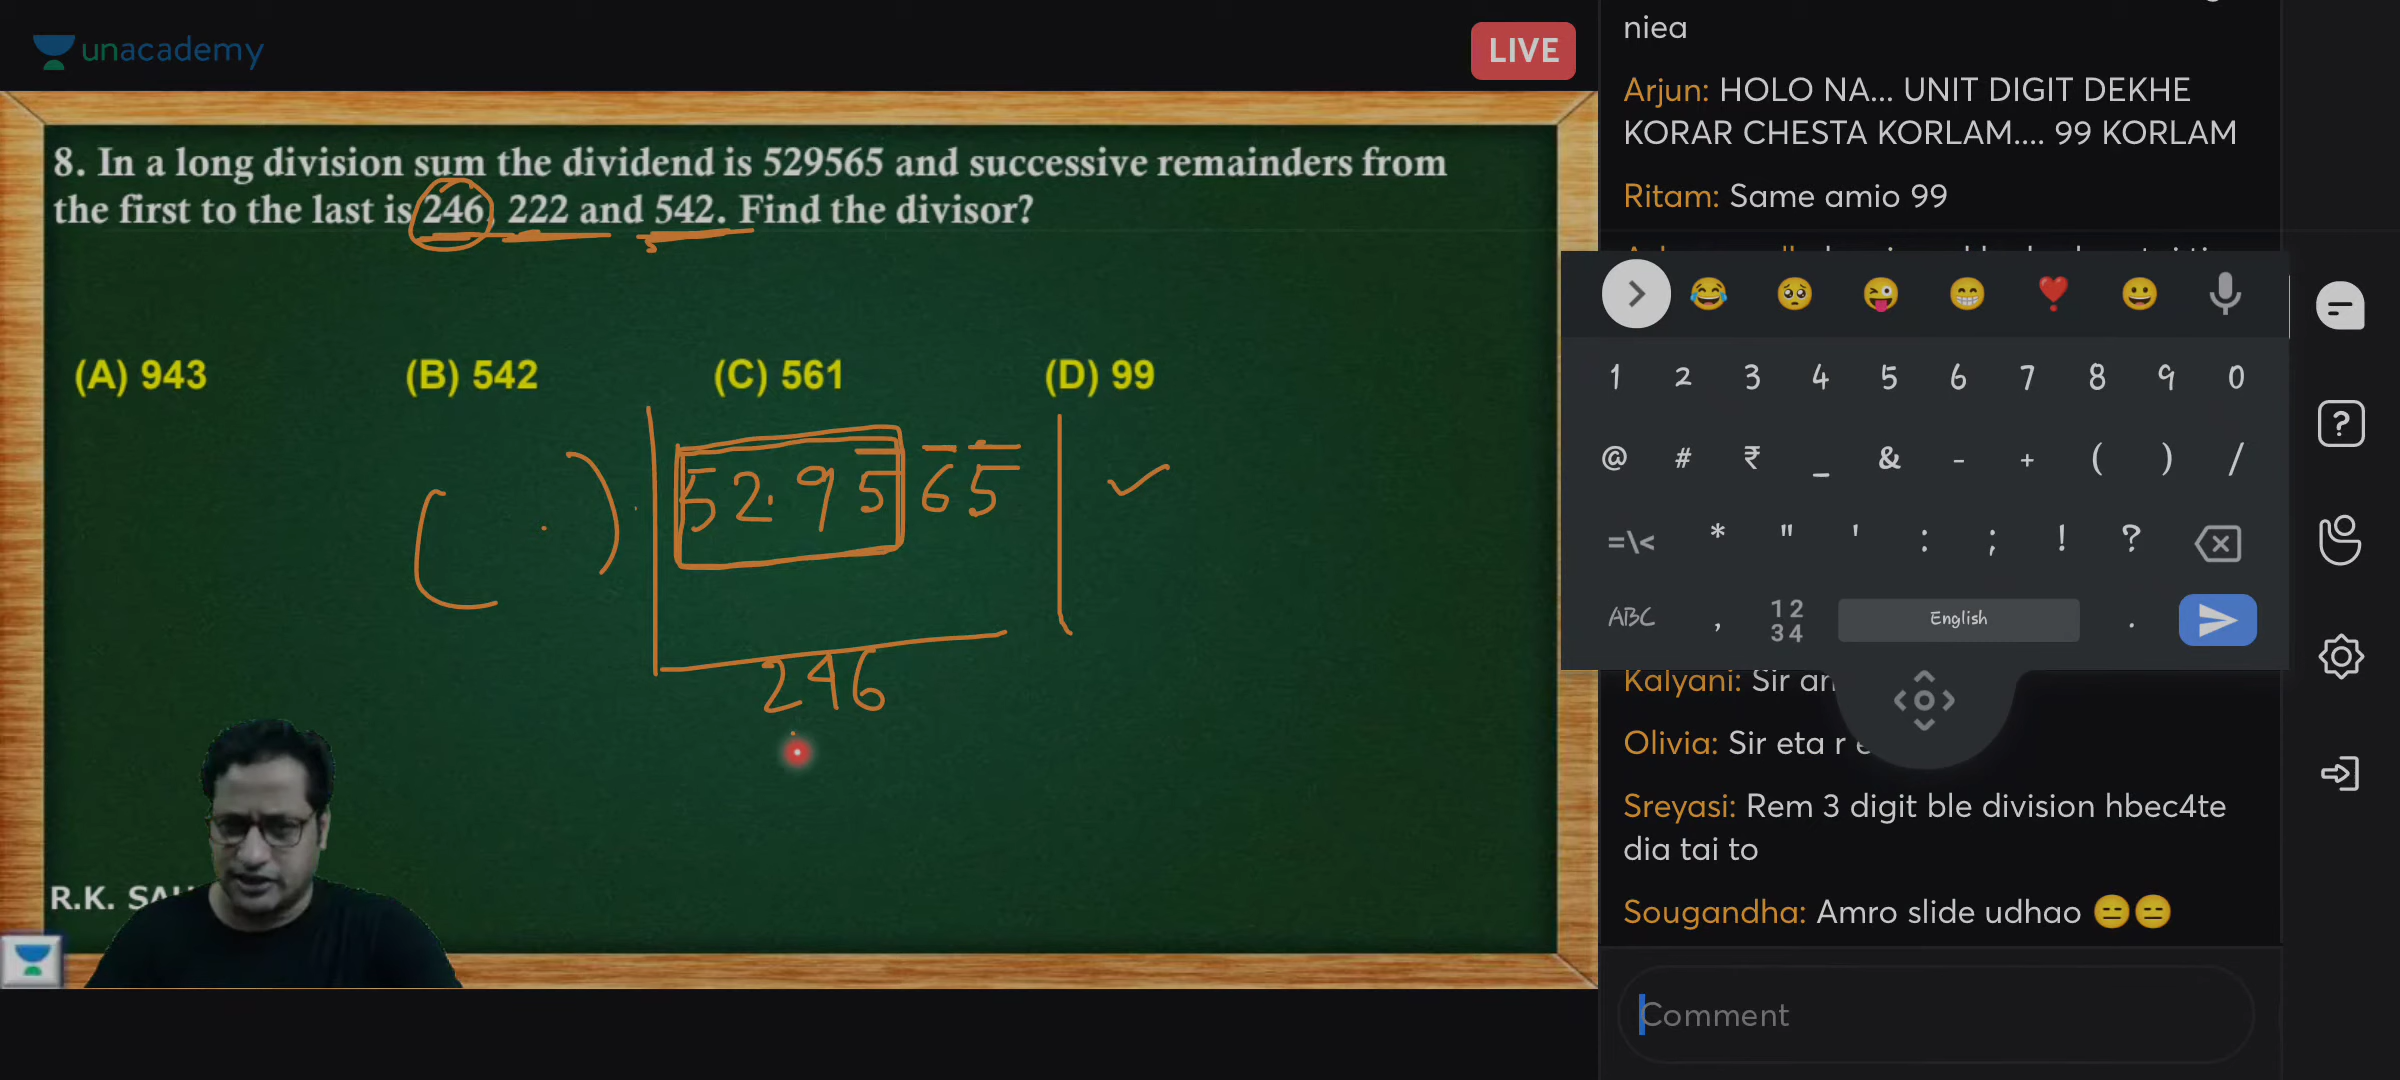 unacademy
LIVE
8. In a long division sum the dividend is 529565 and successive remainders from
the first to the last is 246, 222 and 542. Find the divisor?
(A) 943 (B) 542 (C) 561 (D) 99
5295 65
246
R.K.
niea
Arjun: HOLO NA... UNIT DIGIT DEKHE
KORAR CHESTA KORLAM.... 99 KORLAM
Ritam: Same amio 99
😂 🥺 😜 😁 ❣️ 😀
1 2 3 4 5 6 7 8 9 0
@ # ₹ _ & - + ( ) /
=\< * " ' : ; ! ?
ABC , 12 English .
34
Kalyani: Sir
Olivia: Sir eta r
Sreyasi: Rem 3 digit ble division hbec4te
dia tai to
Sougandha: Amro slide udhao 😑😑
Comment